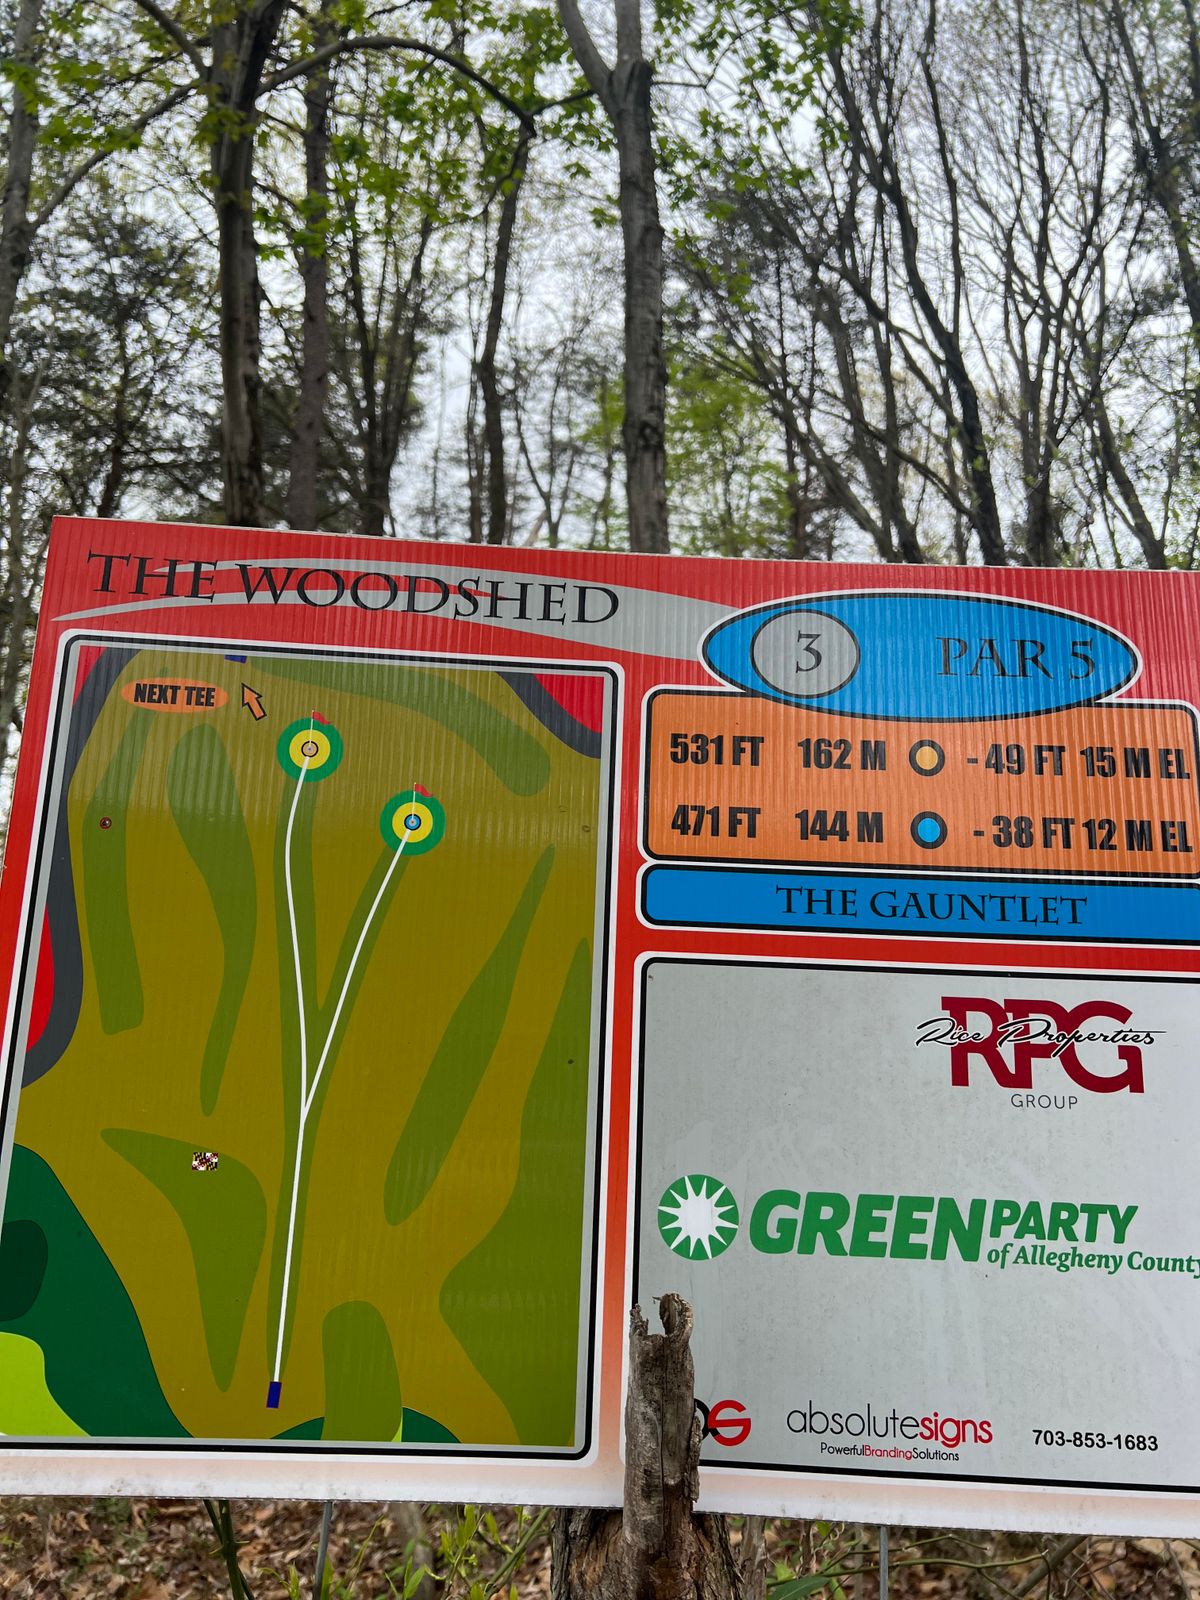 THE WOODSHED
3 PAR 5
NEXT TEE
531 FT 162 M - 49 FT 15 M EL
471 FT 144 M - 38 FT 12 M EL
THE GAUNTLET
RPG
Rice Properties
GROUP
GREEN PARTY
of Allegheny County
absolutesigns
PowerfulBrandingSolutions
703-853-1683